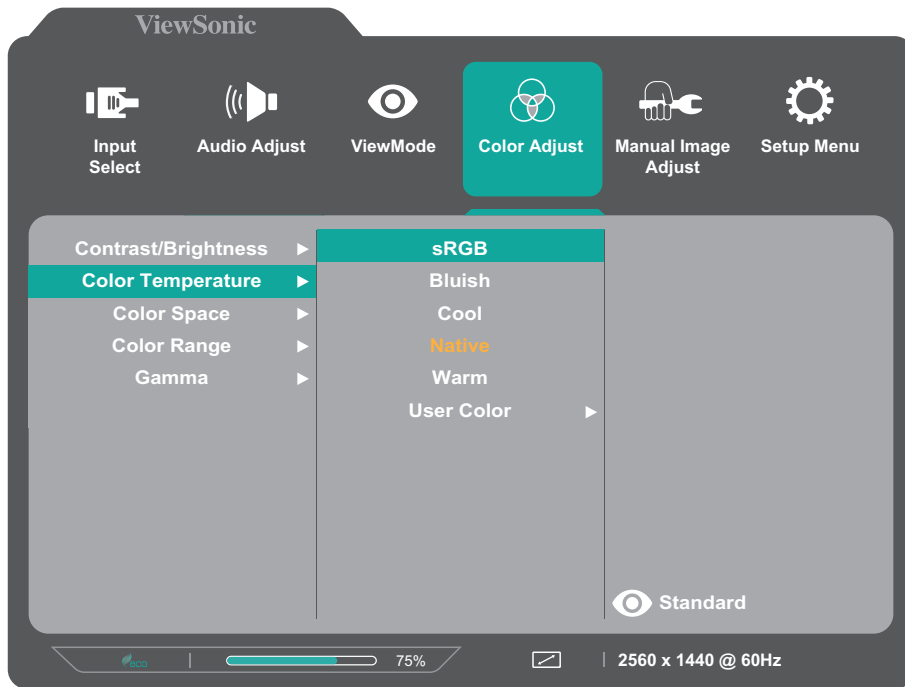 ViewSonic
Input
Select
Audio Adjust
ViewMode
Color Adjust
Manual Image
Adjust
Setup Menu
Contrast/Brightness
Color Temperature
Color Space
Color Range
Gamma
sRGB
Bluish
Cool
Native
Warm
User Color
Standard
eco
75%
2560 x 1440 @ 60Hz